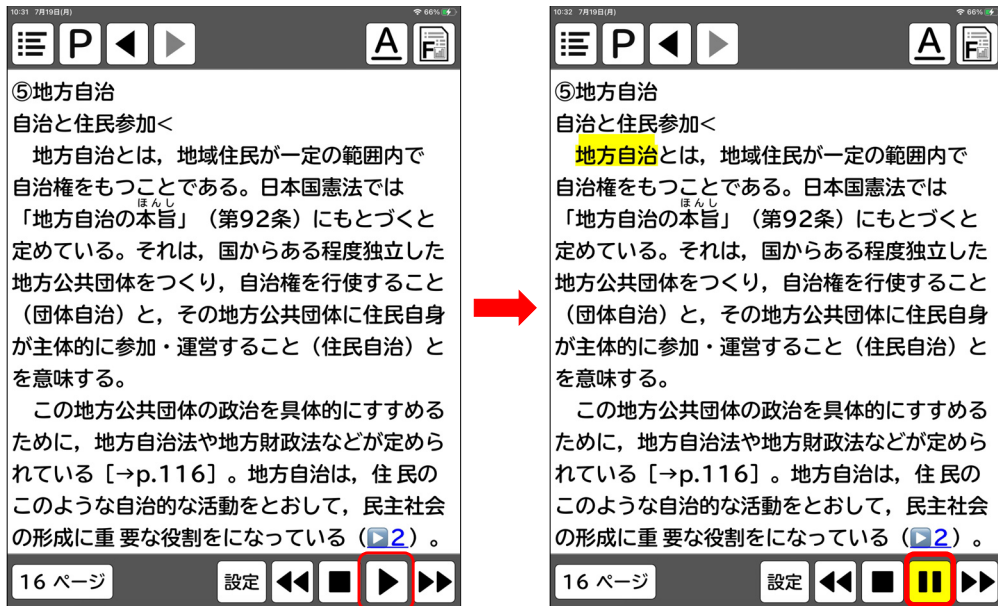 10:31 7月19日(月)
66%
P
A
F
⑤地方自治
自治と住民参加<
地方自治とは，地域住民が一定の範囲内で
自治権をもつことである。日本国憲法では
ほんし
「地方自治の本旨」（第92条）にもとづくと
定めている。それは，国からある程度独立した
地方公共団体をつくり，自治権を行使すること
（団体自治）と，その地方公共団体に住民自身
が主体的に参加・運営すること（住民自治）と
を意味する。
この地方公共団体の政治を具体的にすすめる
ために，地方自治法や地方財政法などが定めら
れている［→p.116］。地方自治は，住 民の
このような自治的な活動をとおして，民主社会
の形成に重 要な役割をになっている（▶2）。
16 ページ
設定
10:32 7月19日(月)
66%
P
A
F
⑤地方自治
自治と住民参加<
地方自治とは，地域住民が一定の範囲内で
自治権をもつことである。日本国憲法では
ほんし
「地方自治の本旨」（第92条）にもとづくと
定めている。それは，国からある程度独立した
地方公共団体をつくり，自治権を行使すること
（団体自治）と，その地方公共団体に住民自身
が主体的に参加・運営すること（住民自治）と
を意味する。
この地方公共団体の政治を具体的にすすめる
ために，地方自治法や地方財政法などが定めら
れている［→p.116］。地方自治は，住 民の
このような自治的な活動をとおして，民主社会
の形成に重 要な役割をになっている（▶2）。
16 ページ
設定